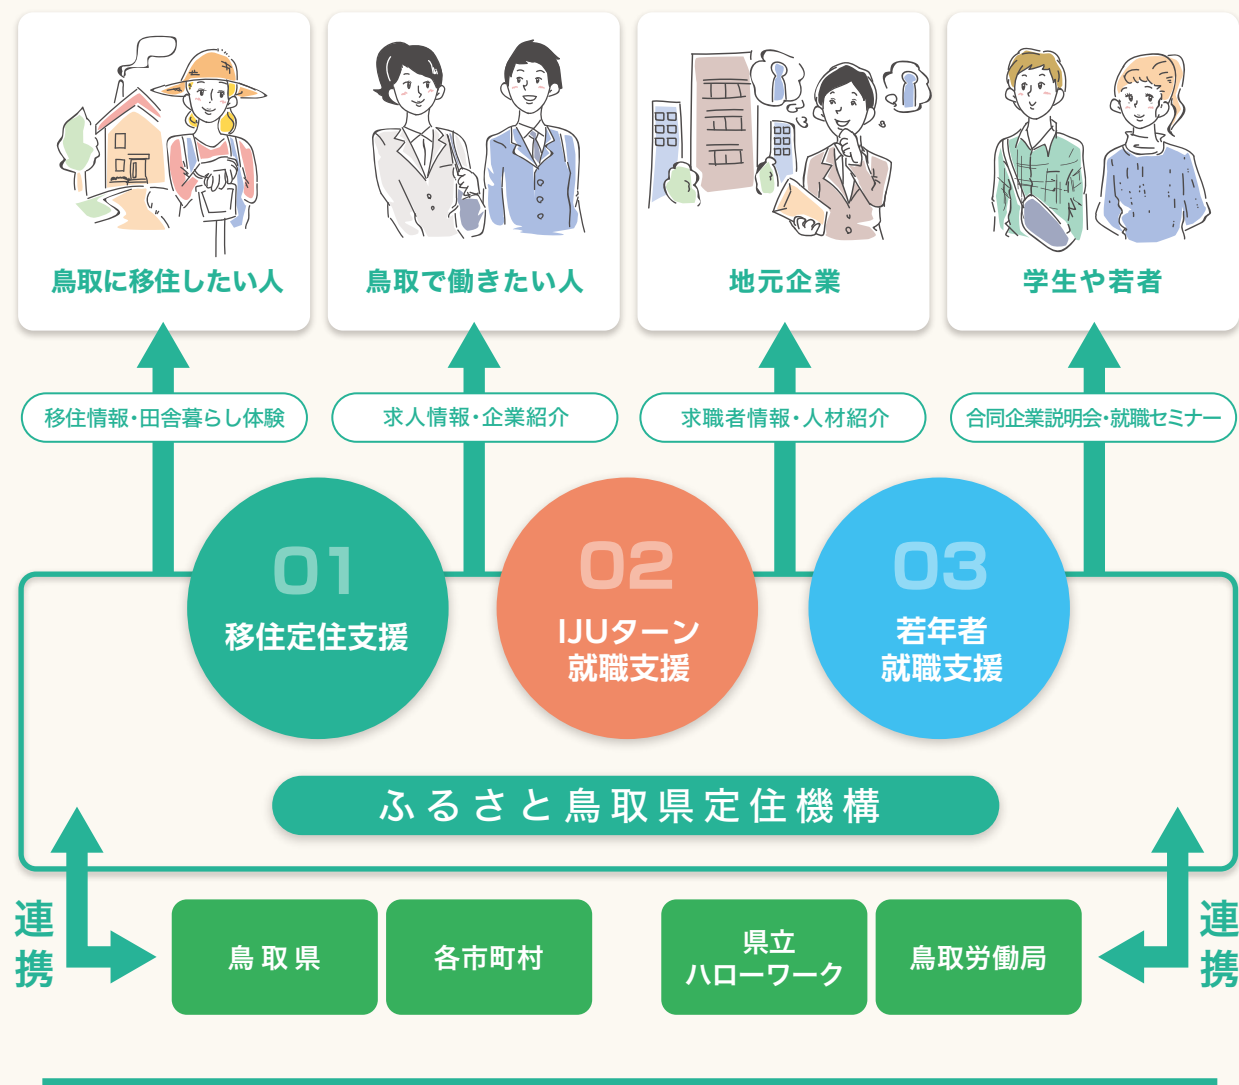 鳥取に移住したい人
鳥取で働きたい人
地元企業
学生や若者
移住情報・田舎暮らし体験
求人情報・企業紹介
求職者情報・人材紹介
合同企業説明会・就職セミナー
01
移住定住支援
02
IJUターン
就職支援
03
若年者
就職支援
ふるさと鳥取県定住機構
連携
鳥取県
各市町村
県立
ハローワーク
鳥取労働局
連携